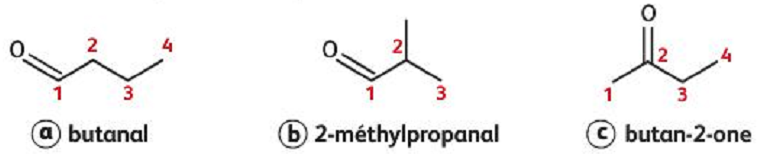 O 2 4 1 3
O 2 1 3
O 2 4 1 3
a butanal
b 2-méthylpropanal
c butan-2-one